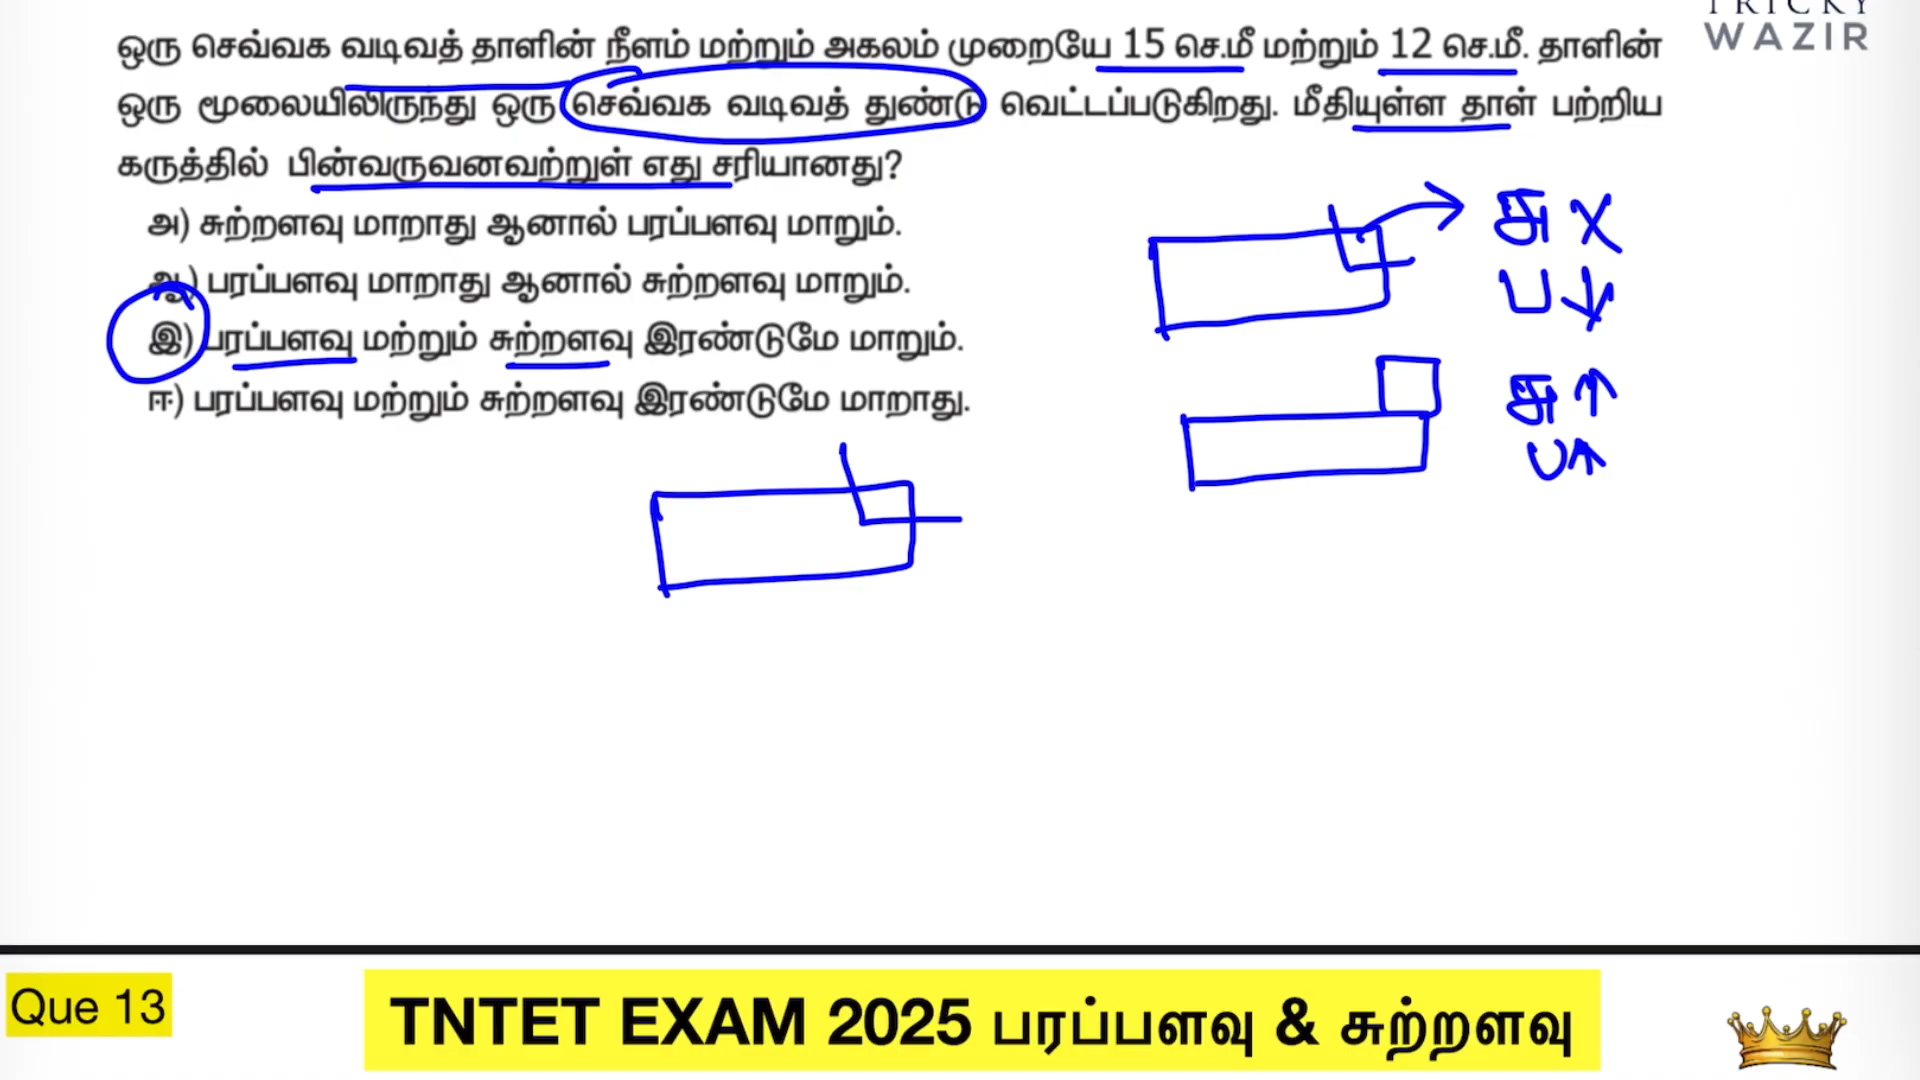 TRICKY
WAZIR
ஒரு செவ்வக வடிவத் தாளின் நீளம் மற்றும் அகலம் முறையே 15 செ.மீ மற்றும் 12 செ.மீ. தாளின்
ஒரு மூலையிலிருந்து ஒரு செவ்வக வடிவத் துண்டு வெட்டப்படுகிறது. மீதியுள்ள தாள் பற்றிய
கருத்தில் பின்வருவனவற்றுள் எது சரியானது?
அ) சுற்றளவு மாறாது ஆனால் பரப்பளவு மாறும்.
ஆ) பரப்பளவு மாறாது ஆனால் சுற்றளவு மாறும்.
இ) பரப்பளவு மற்றும் சுற்றளவு இரண்டுமே மாறும்.
ஈ) பரப்பளவு மற்றும் சுற்றளவு இரண்டுமே மாறாது.
சு X
ப ↓
சு ↑
ப ↑
Que 13
TNTET EXAM 2025 பரப்பளவு & சுற்றளவு